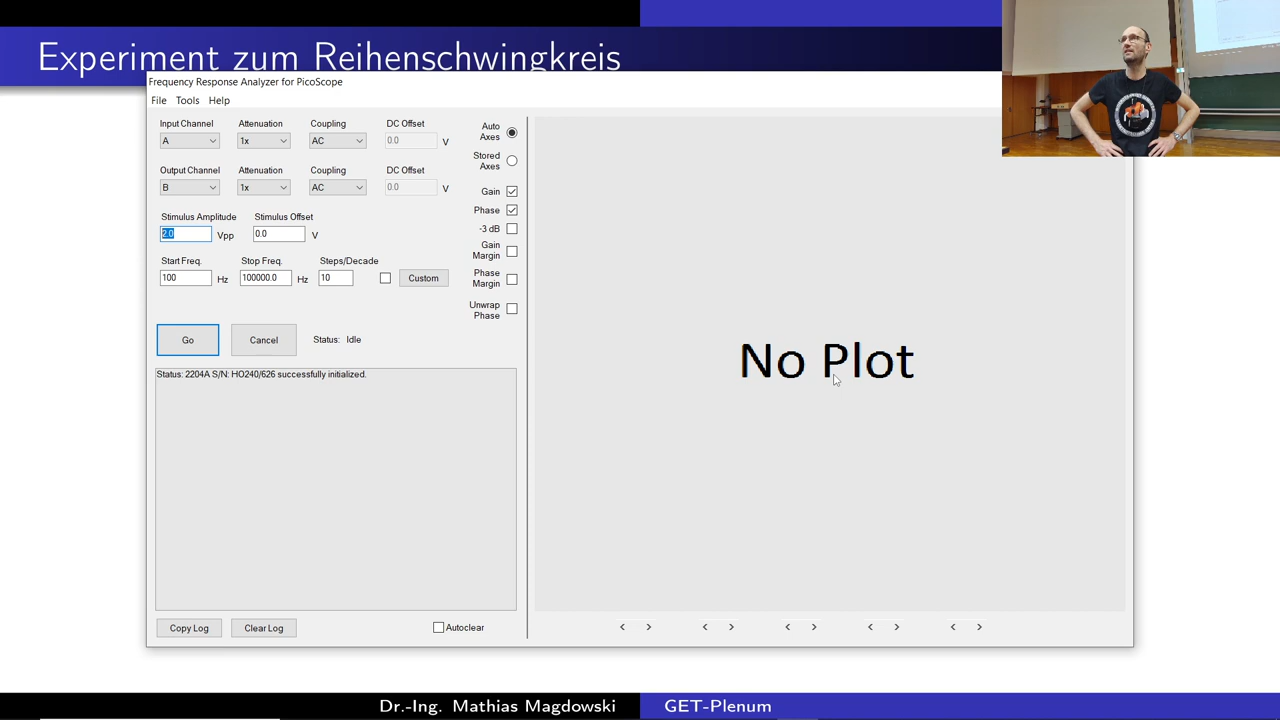 Experiment zum Reihenschwingkreis
Frequency Response Analyzer for PicoScope
File Tools Help
Input Channel Attenuation Coupling DC Offset
A 1x AC 0.0 V
Output Channel Attenuation Coupling DC Offset
B 1x AC 0.0 V
Stimulus Amplitude Stimulus Offset
2.0 Vpp 0.0 V
Start Freq. Stop Freq. Steps/Decade
100 Hz 100000.0 Hz 10 Custom
Go Cancel Status: Idle
Status: 2204A S/N: HO240/626 successfully initialized.
Copy Log Clear Log Autoclear
Auto
Axes
Stored
Axes
Gain
Phase
-3 dB
Gain
Margin
Phase
Margin
Unwrap
Phase
No Plot
< > < > < > < > < >
Dr.-Ing. Mathias Magdowski GET-Plenum